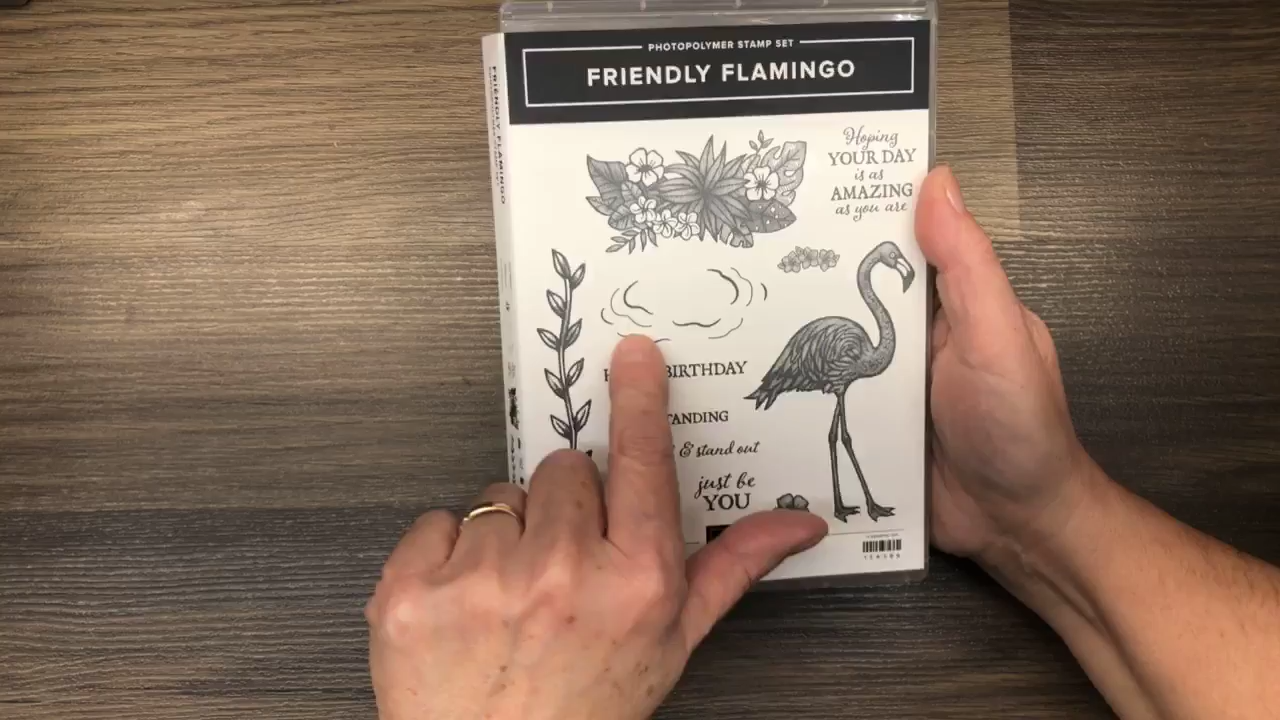 PHOTOPOLYMER STAMP SET
FRIENDLY FLAMINGO
FRIENDLY FLAMINGO
Hoping
YOUR DAY
is as
AMAZING
as you are
BIRTHDAY
& stand out
just be
YOU